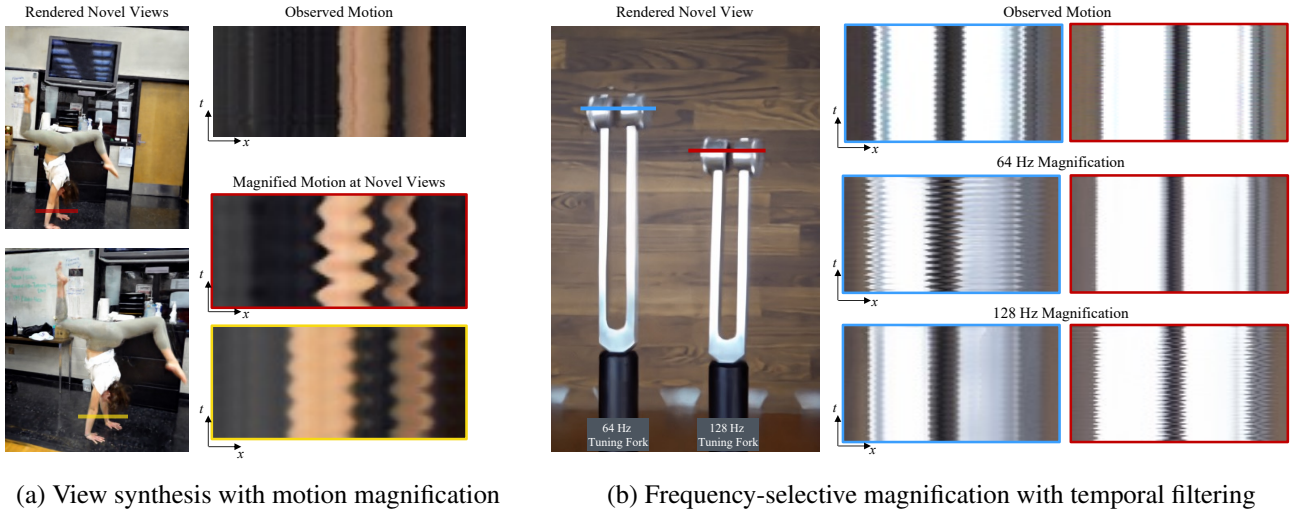 Rendered Novel Views
Observed Motion
t
x
Magnified Motion at Novel Views
t
x
t
x
(a) View synthesis with motion magnification
Rendered Novel View
64 Hz
Tuning Fork
128 Hz
Tuning Fork
Observed Motion
t
x
64 Hz Magnification
t
x
128 Hz Magnification
t
x
(b) Frequency-selective magnification with temporal filtering